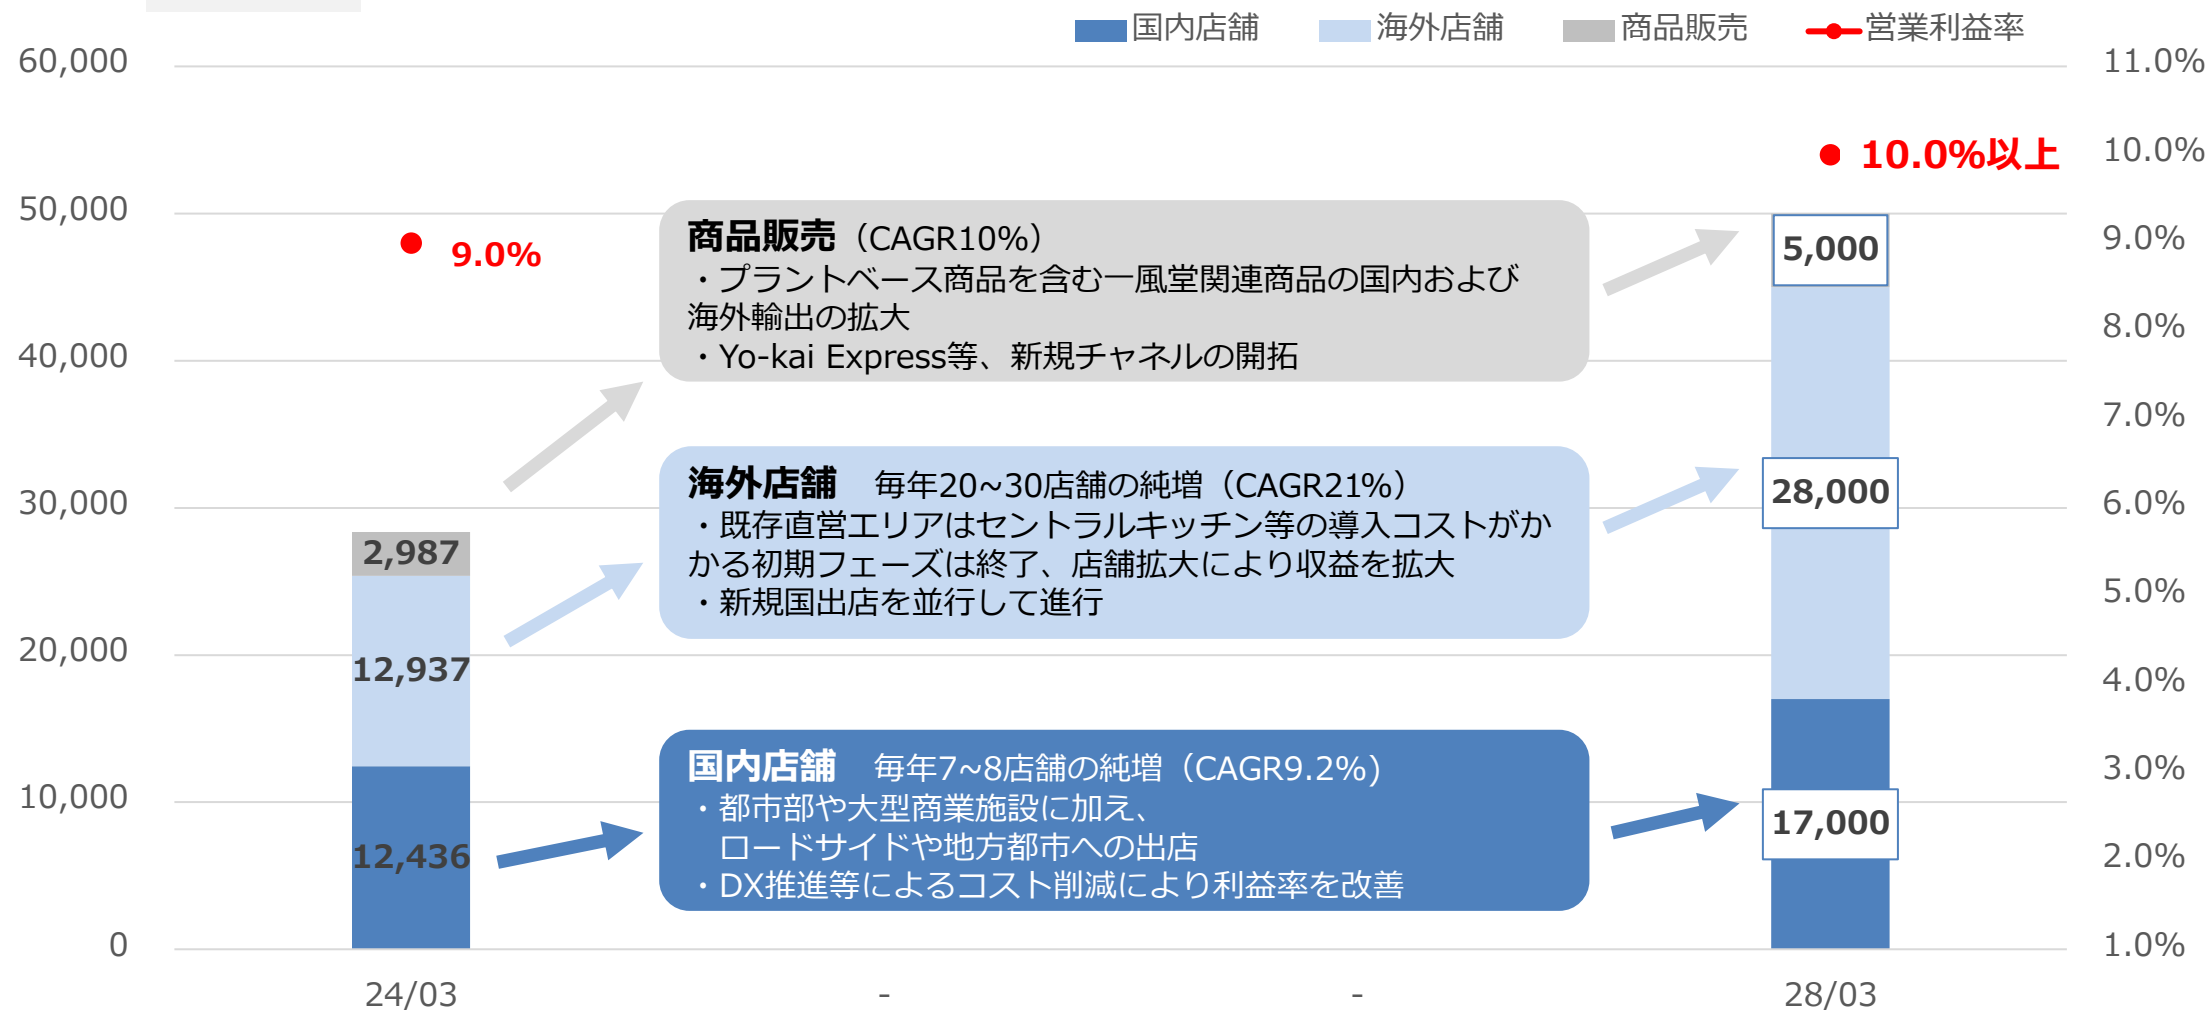 国内店舗 海外店舗 商品販売 営業利益率
60,000
50,000
40,000
30,000
20,000
10,000
0
11.0%
10.0%
9.0%
8.0%
7.0%
6.0%
5.0%
4.0%
3.0%
2.0%
1.0%
9.0%
10.0%以上
商品販売（CAGR10%）
・プラントベース商品を含む一風堂関連商品の国内および
海外輸出の拡大
・Yo-kai Express等、新規チャネルの開拓
海外店舗　毎年20~30店舗の純増（CAGR21%）
・既存直営エリアはセントラルキッチン等の導入コストがか
かる初期フェーズは終了、店舗拡大により収益を拡大
・新規国出店を並行して進行
国内店舗　毎年7~8店舗の純増（CAGR9.2%)
・都市部や大型商業施設に加え、
ロードサイドや地方都市への出店
・DX推進等によるコスト削減により利益率を改善
2,987
12,937
12,436
5,000
28,000
17,000
24/03 - - 28/03